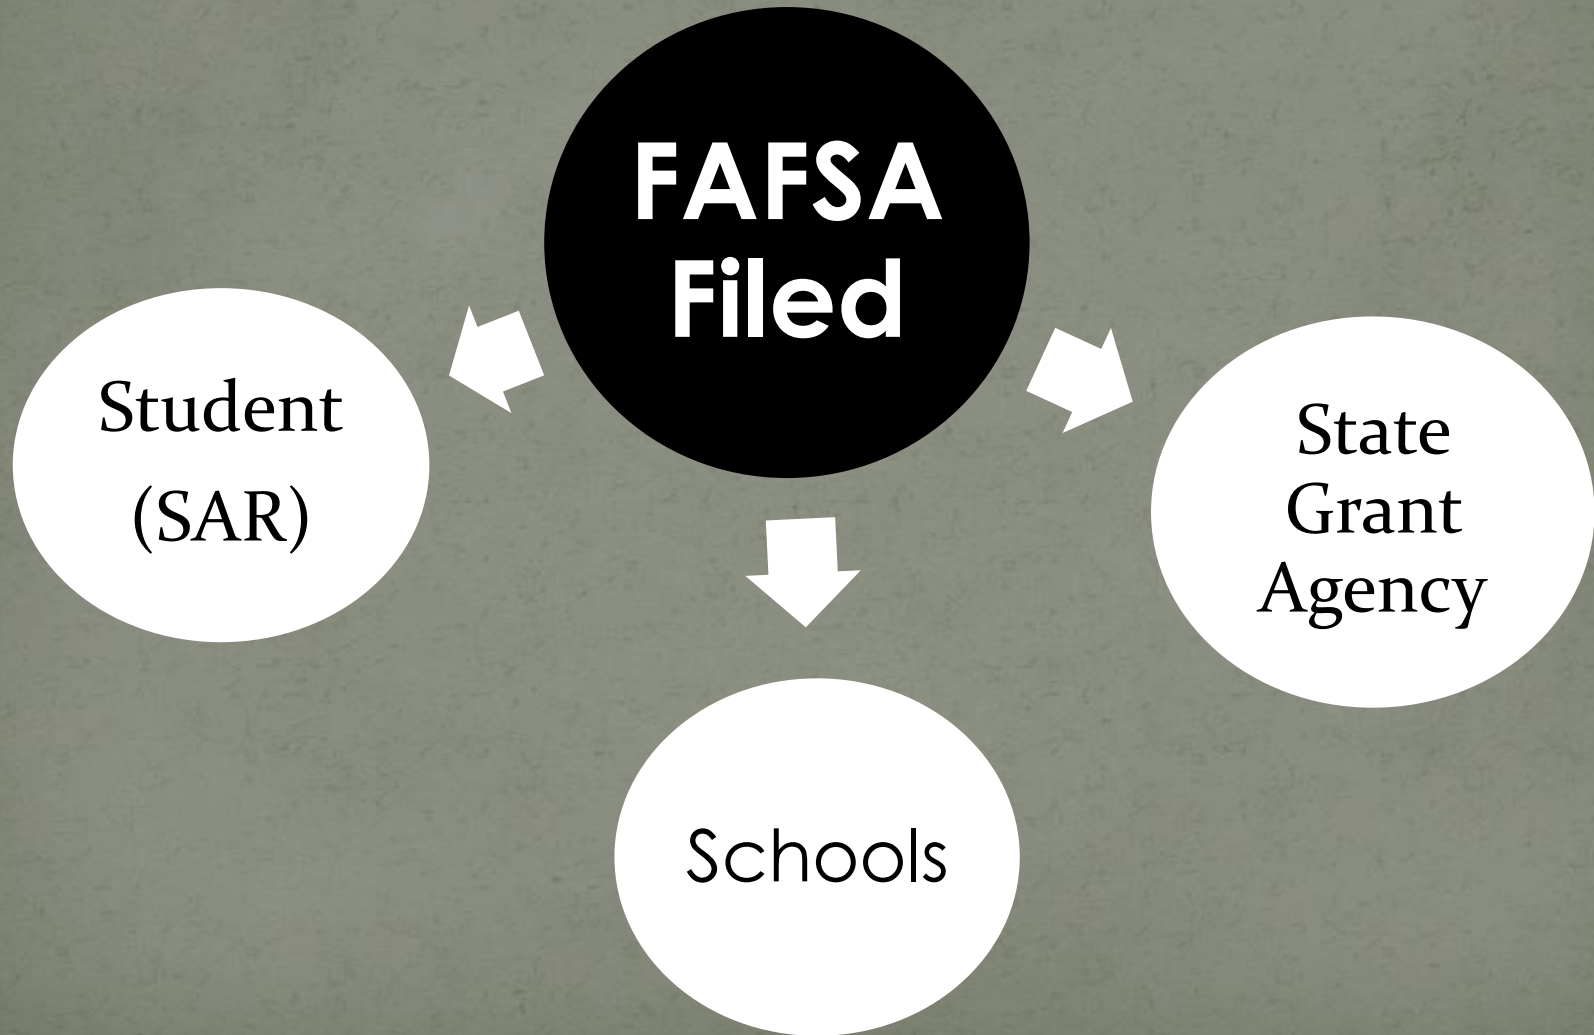 FAFSA
Filed
Student
(SAR)
State
Grant
Agency
Schools